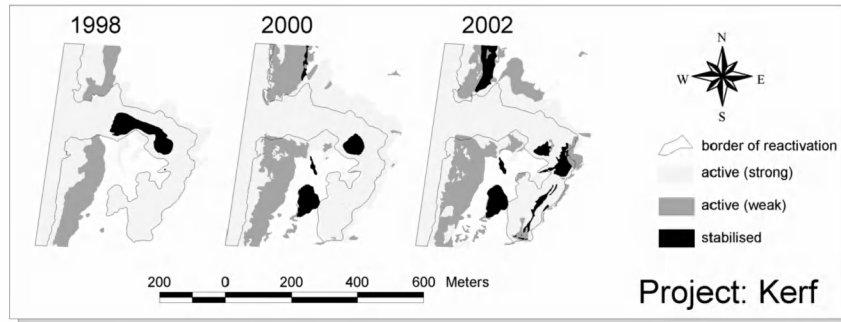 1998
2000
2002
N
W
E
S
border of reactivation
active (strong)
active (weak)
stabilised
200 0 200 400 600 Meters
Project: Kerf